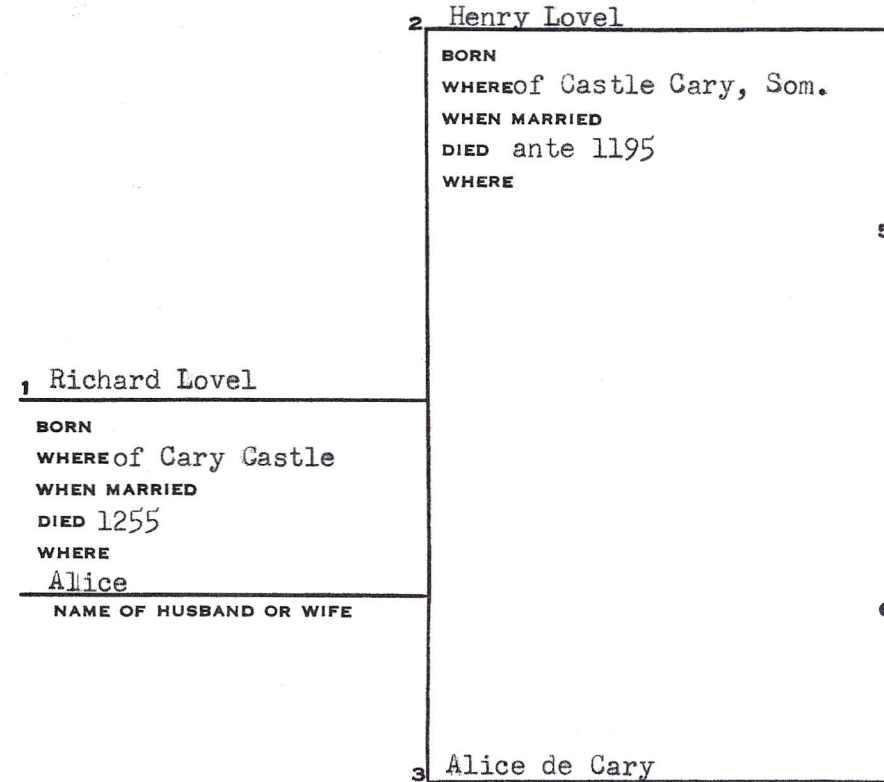 2 Henry Lovel
BORN
WHERE of Castle Cary, Som.
WHEN MARRIED
DIED ante 1195
WHERE
5
1 Richard Lovel
BORN
WHERE of Cary Castle
WHEN MARRIED
DIED 1255
WHERE
Alice
NAME OF HUSBAND OR WIFE
6
3 Alice de Cary